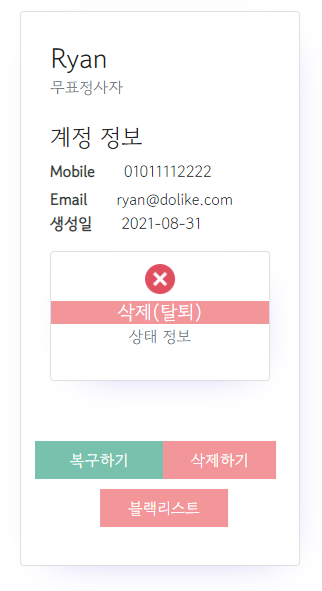 Ryan
무표정사자
계정 정보
Mobile 01011112222
Email ryan@dolike.com
생성일 2021-08-31
삭제(탈퇴)
상태 정보
복구하기 삭제하기
블랙리스트